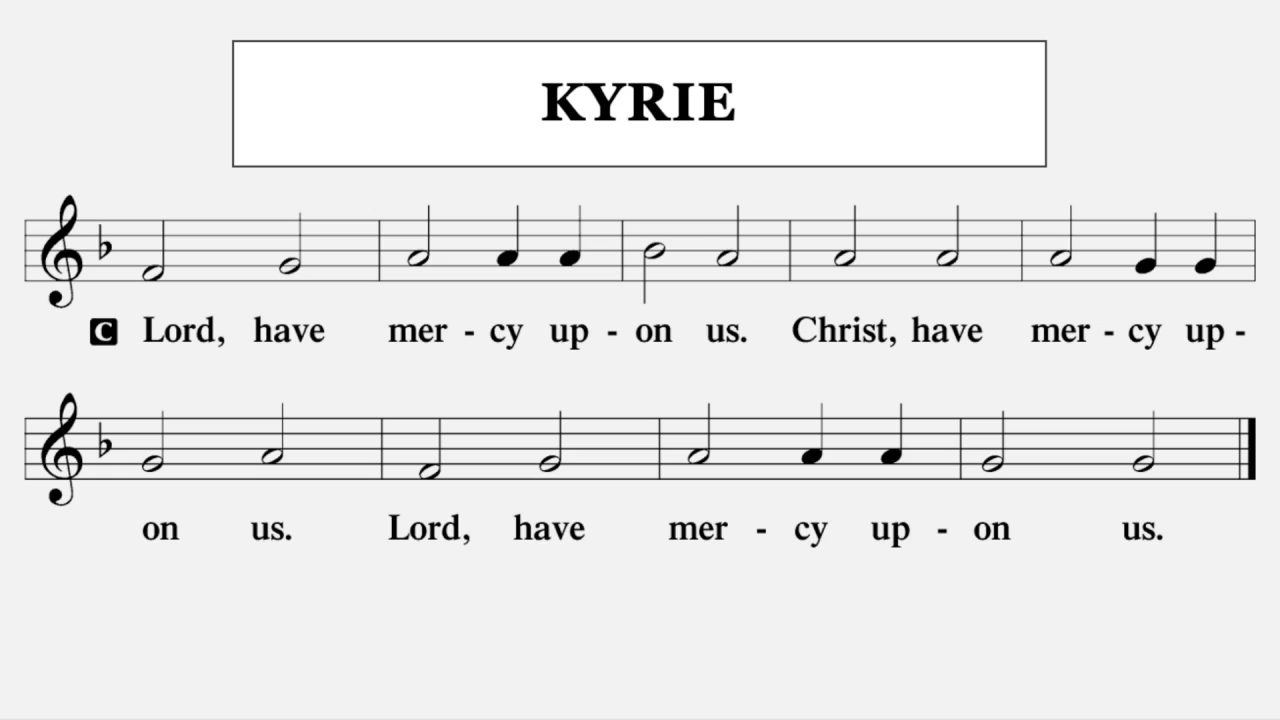 KYRIE
C Lord, have mer - cy up - on us. Christ, have mer - cy up -
on us. Lord, have mer - cy up - on us.